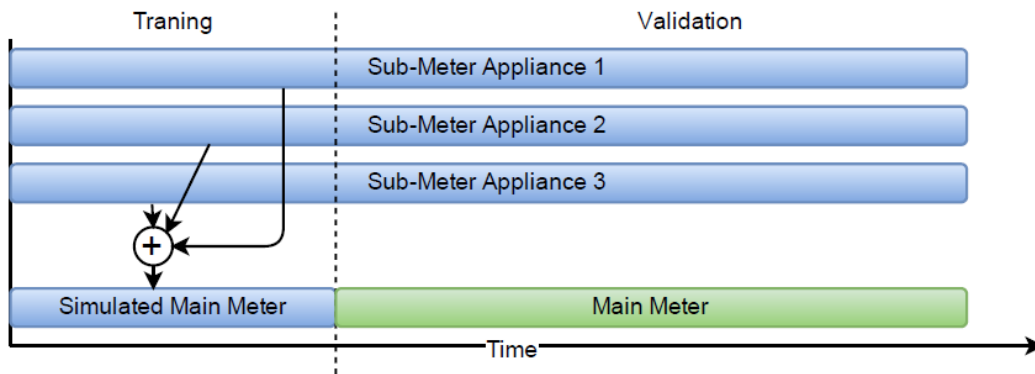 Traning
Validation
Sub-Meter Appliance 1
Sub-Meter Appliance 2
Sub-Meter Appliance 3
+
Simulated Main Meter
Main Meter
Time